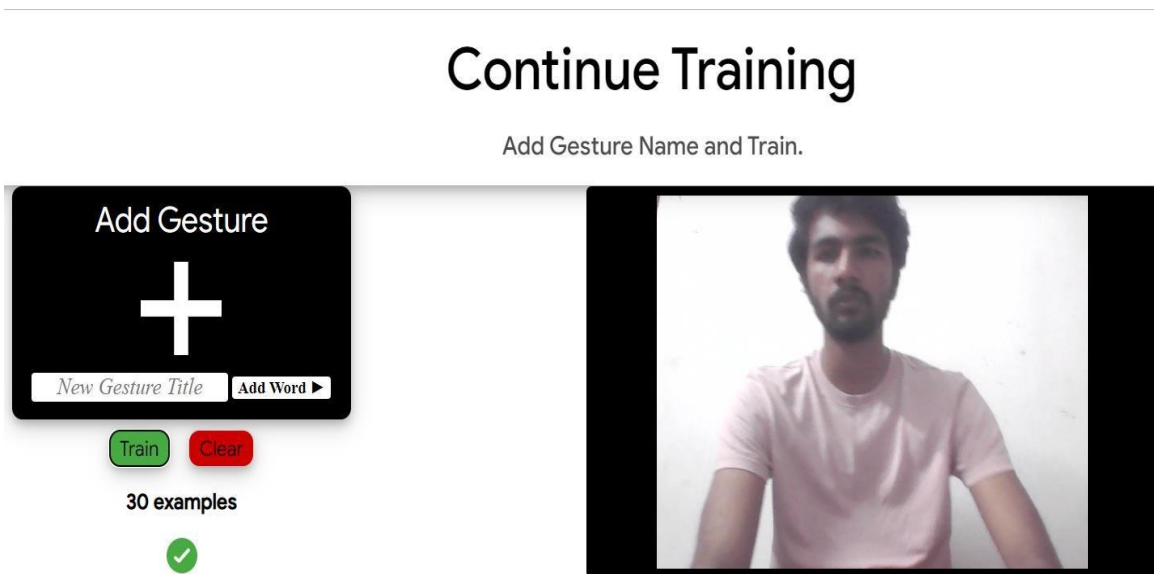 Continue Training
Add Gesture Name and Train.
Add Gesture
New Gesture Title
Add Word ▶
Train
Clear
30 examples